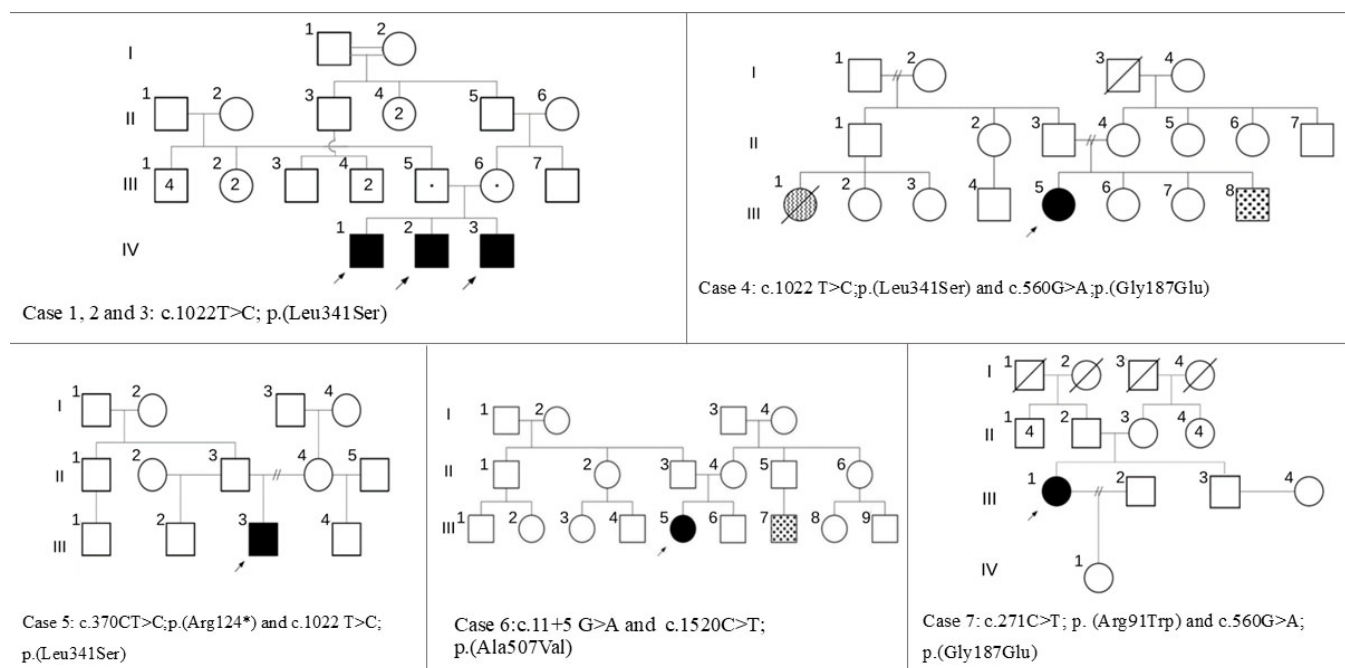 I 1 2
II 1 2 3 4 2 5 6
III 1 4 2 2 3 4 2 5 6 7
IV 1 2 3
Case 1, 2 and 3: c.1022T>C; p.(Leu341Ser)
I 1 2 3 4
II 1 2 3 4 5 6 7
III 1 2 3 4 5 6 7 8
Case 4: c.1022 T>C;p.(Leu341Ser) and c.560G>A;p.(Gly187Glu)
I 1 2 3 4
II 1 2 3 4 5
III 1 2 3 4
Case 5: c.370CT>C;p.(Arg124*) and c.1022 T>C;
p.(Leu341Ser)
I 1 2 3 4
II 1 2 3 4 5 6
III 1 2 3 4 5 6 7 8 9
Case 6:c.11+5 G>A and c.1520C>T;
p.(Ala507Val)
I 1 2 3 4
II 1 4 2 3 4 4
III 1 2 3 4
IV 1
Case 7: c.271C>T; p. (Arg91Trp) and c.560G>A;
p.(Gly187Glu)